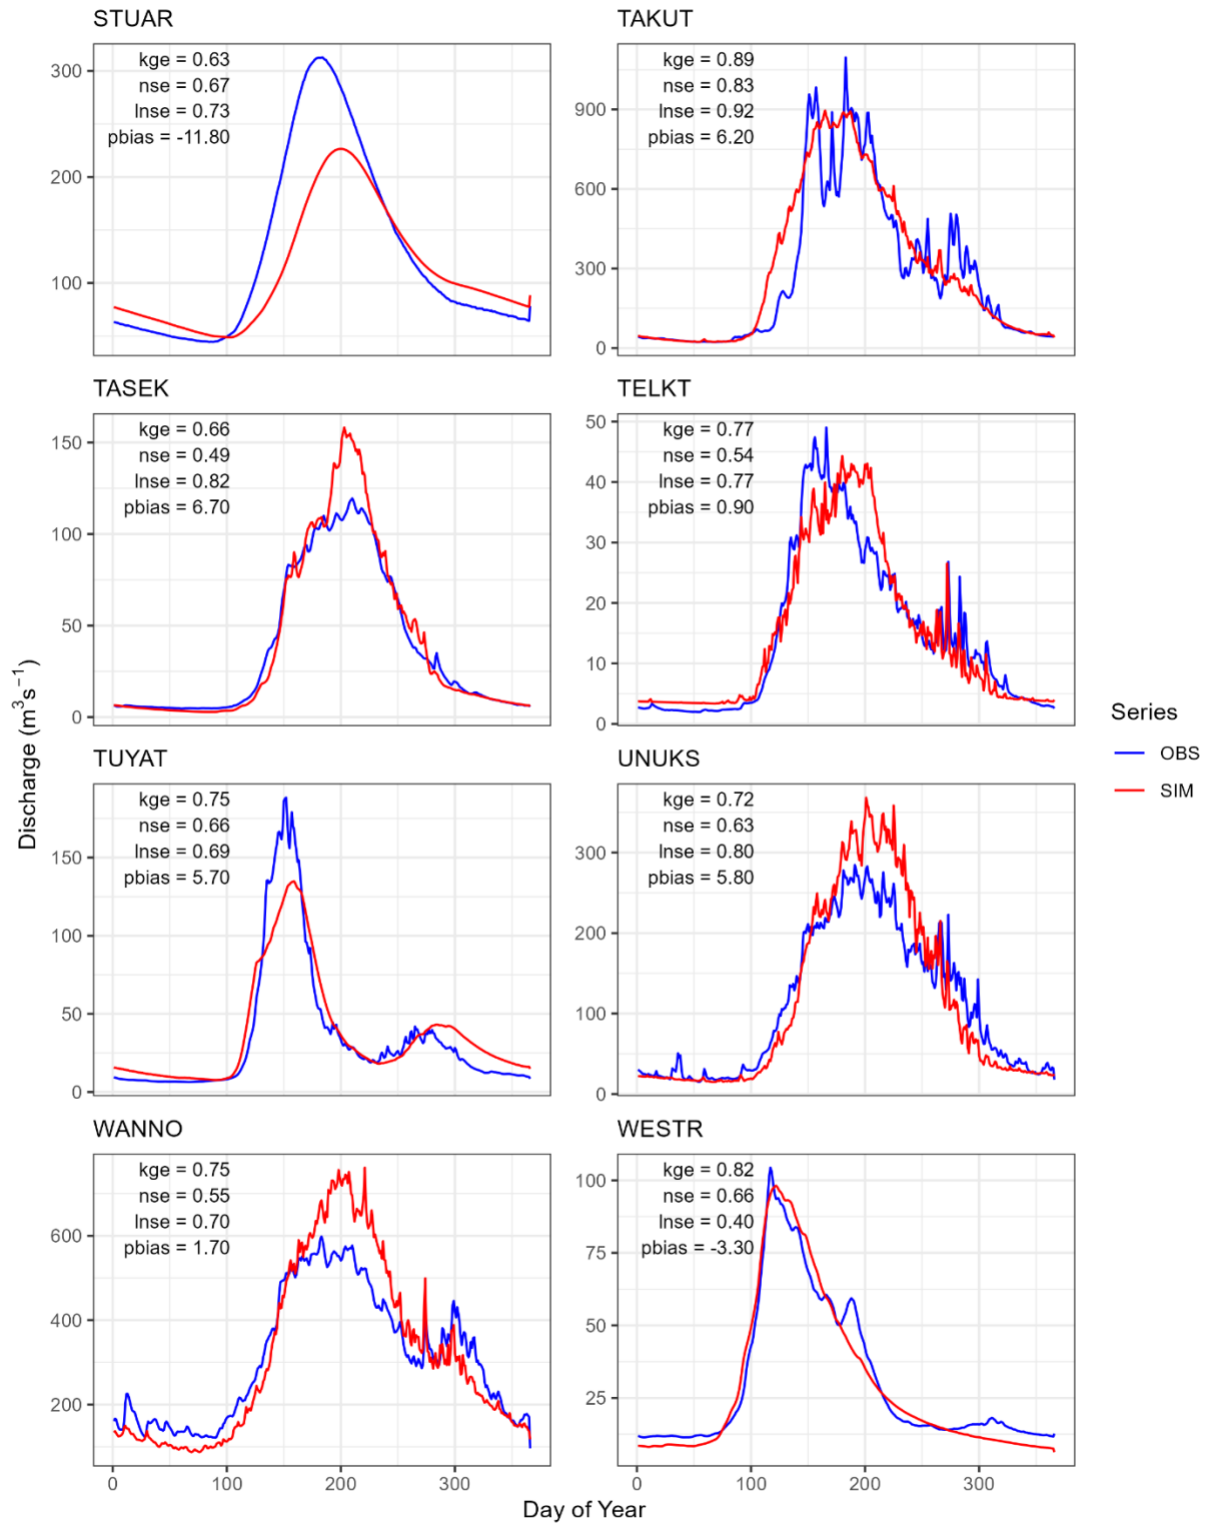 STUAR
kge = 0.63
nse = 0.67
lnse = 0.73
pbias = -11.80
300
200
100
TAKUT
kge = 0.89
nse = 0.83
lnse = 0.92
pbias = 6.20
900
600
300
0
TASEK
kge = 0.66
nse = 0.49
lnse = 0.82
pbias = 6.70
150
100
50
0
TELKT
kge = 0.77
nse = 0.54
lnse = 0.77
pbias = 0.90
50
40
30
20
10
0
Discharge (m³s⁻¹)
Series
OBS
SIM
TUYAT
kge = 0.75
nse = 0.66
lnse = 0.69
pbias = 5.70
150
100
50
0
UNUKS
kge = 0.72
nse = 0.63
lnse = 0.80
pbias = 5.80
300
200
100
0
WANNO
kge = 0.75
nse = 0.55
lnse = 0.70
pbias = 1.70
600
400
200
0 100 200 300
WESTR
kge = 0.82
nse = 0.66
lnse = 0.40
pbias = -3.30
100
75
50
25
0 100 200 300
Day of Year